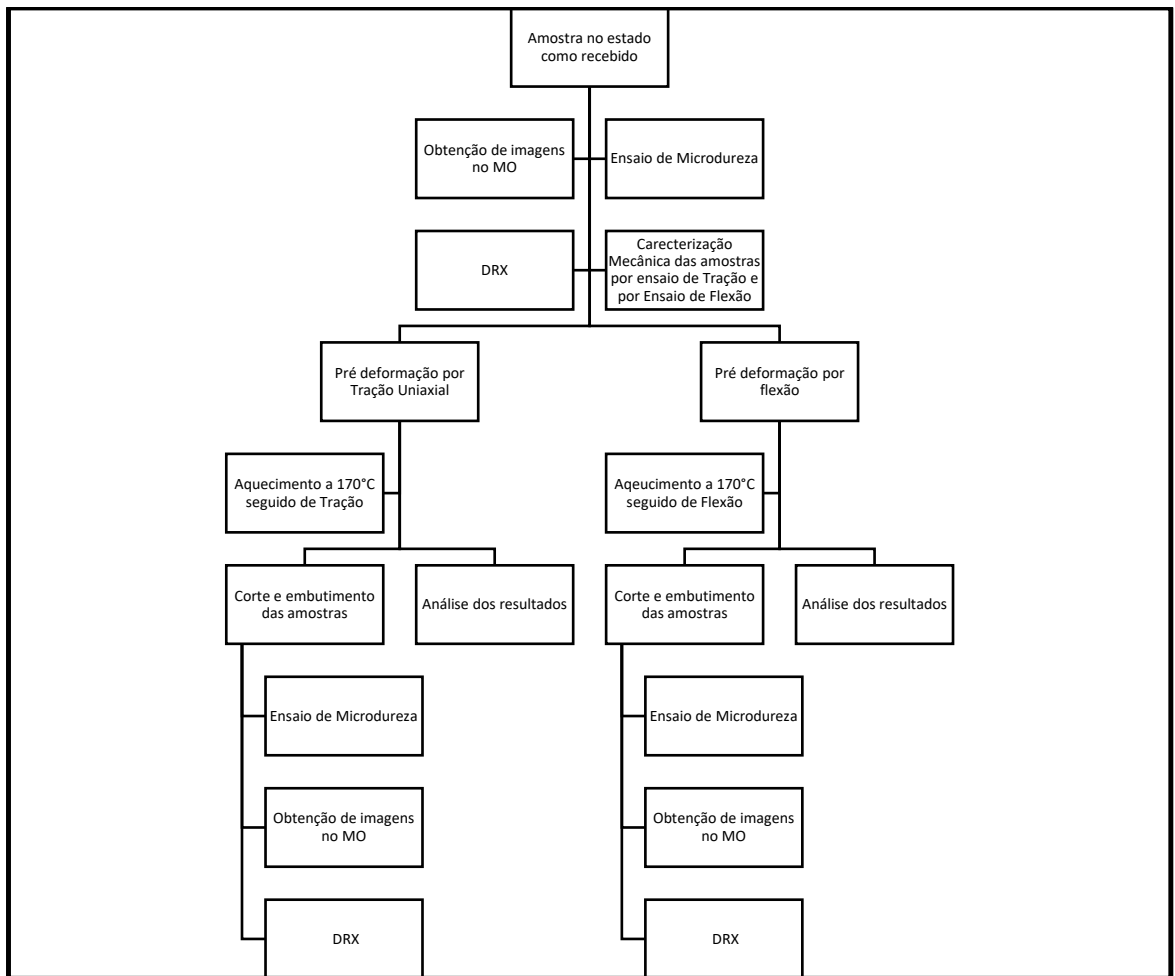 Amostra no estado
como recebido
Obtenção de imagens
no MO
Ensaio de Microdureza
DRX
Carecterização
Mecânica das amostras
por ensaio de Tração e
por Ensaio de Flexão
Pré deformação por
Tração Uniaxial
Pré deformação por
flexão
Aquecimento a 170°C
seguido de Tração
Aqeucimento a 170°C
seguido de Flexão
Corte e embutimento
das amostras
Análise dos resultados
Corte e embutimento
das amostras
Análise dos resultados
Ensaio de Microdureza
Ensaio de Microdureza
Obtenção de imagens
no MO
Obtenção de imagens
no MO
DRX
DRX